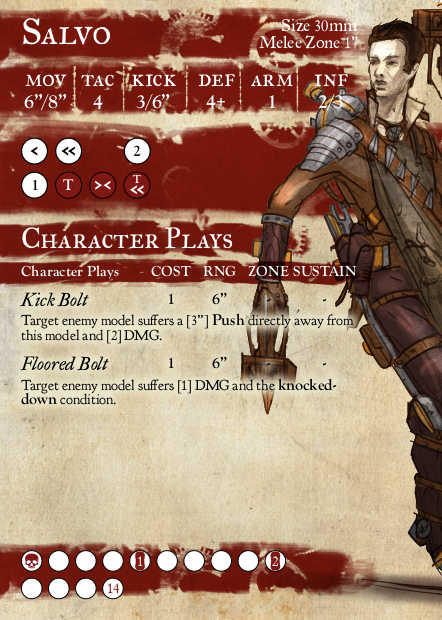 Salvo
Size 30mm
Melee Zone 1"
MOV TAC KICK DEF ARM INF
6"/8" 4 3/6" 4+ 1 2/3
< << 2
1 T >< T<<
Character Plays
Character Plays - COST RNG ZONE SUSTAIN
Kick Bolt 1 6" - -
Target enemy model suffers a [3"] Push directly away from
this model and [2] DMG.
Floored Bolt 1 6" - -
Target enemy model suffers [1] DMG and the knocked-
down condition.
1 2
14